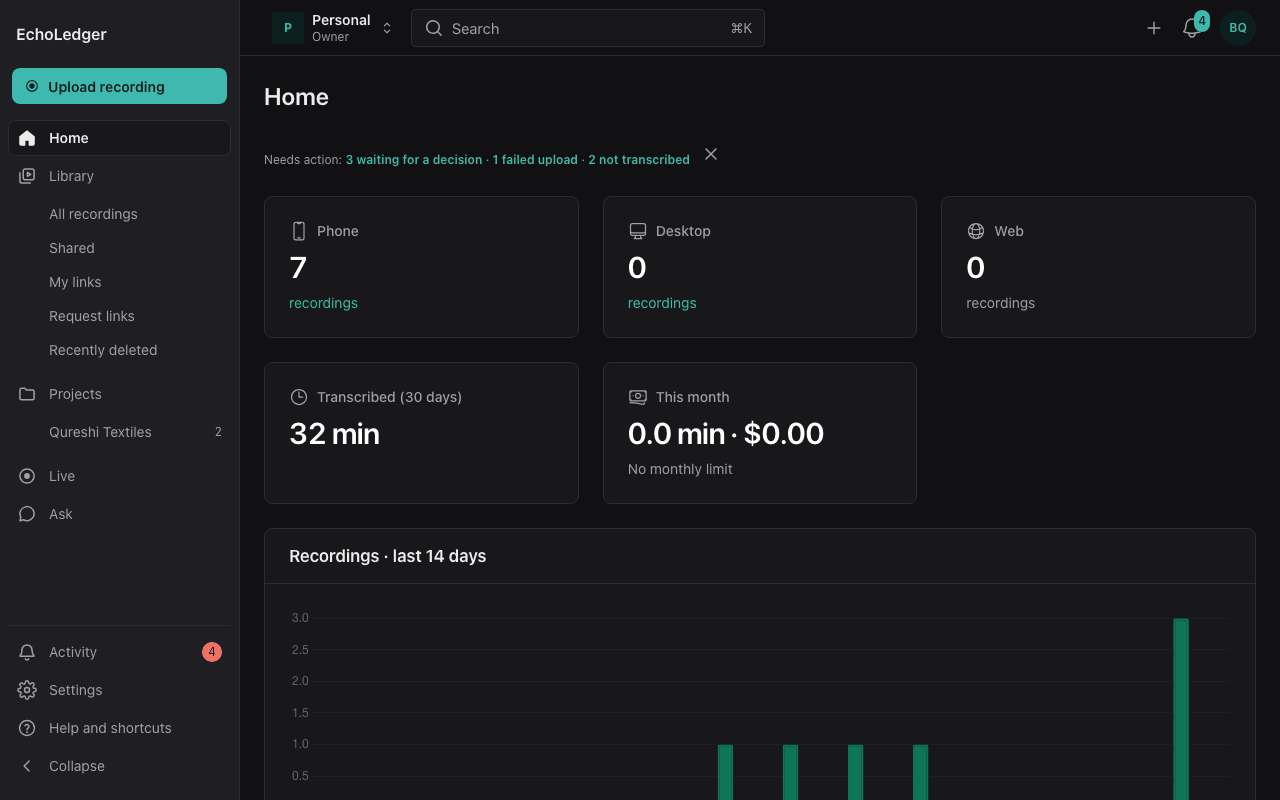 EchoLedger
Upload recording
Home
Library
All recordings
Shared
My links
Request links
Recently deleted
Projects
Qureshi Textiles 2
Live
Ask
Activity 4
Settings
Help and shortcuts
Collapse
P Personal
Owner
Search ⌘K
4
BQ
Home
Needs action: 3 waiting for a decision · 1 failed upload · 2 not transcribed
Phone
7
recordings
Desktop
0
recordings
Web
0
recordings
Transcribed (30 days)
32 min
This month
0.0 min · $0.00
No monthly limit
Recordings · last 14 days
3.0
2.5
2.0
1.5
1.0
0.5